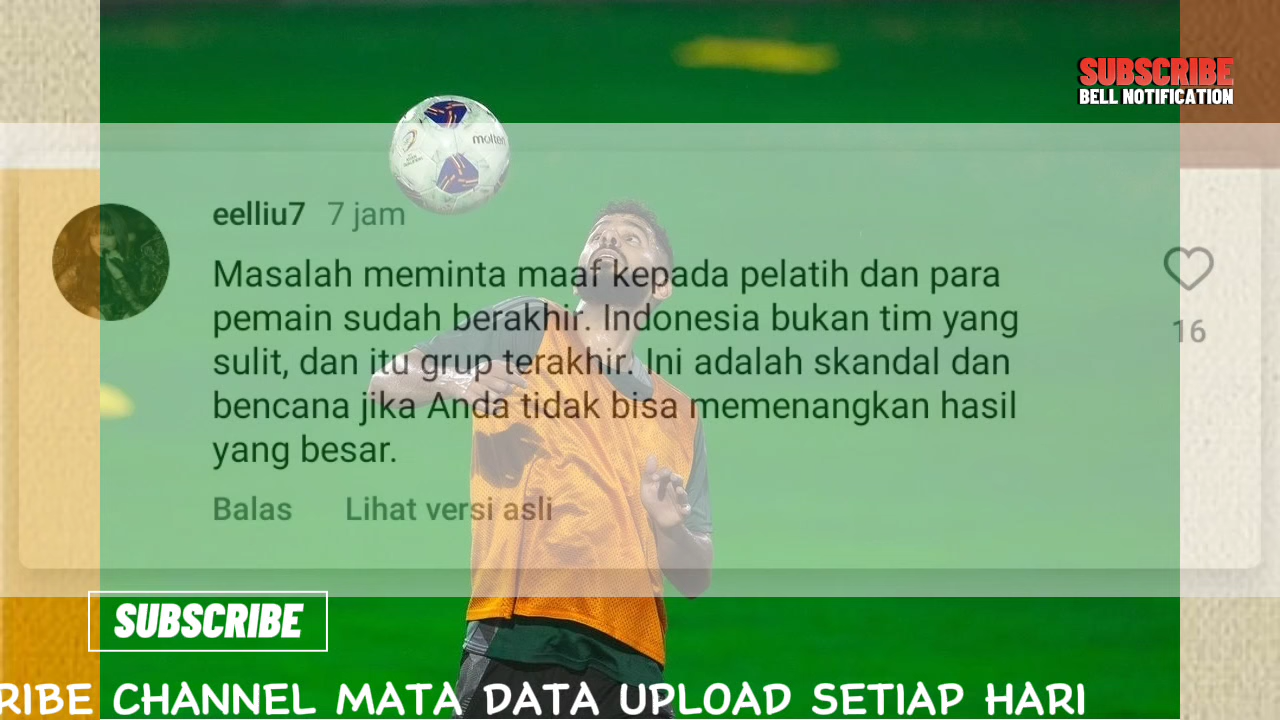 SUBSCRIBE
BELL NOTIFICATION
molten
eelliu7 7 jam
Masalah meminta maaf kepada pelatih dan para
pemain sudah berakhir. Indonesia bukan tim yang
sulit, dan itu grup terakhir. Ini adalah skandal dan
bencana jika Anda tidak bisa memenangkan hasil
yang besar.
16
Balas Lihat versi asli
SUBSCRIBE
RIBE CHANNEL MATA DATA UPLOAD SETIAP HARI